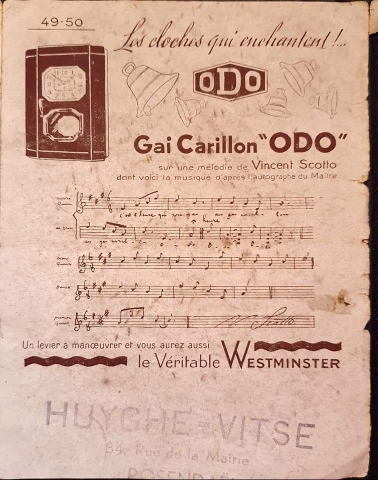 49-50
Les cloches qui enchantent!...
ODO
Gai Carillon "ODO"
sur une mélodie de Vincent Scotto
dont voici la musique d'après l'autographe du Maître
V. Scotto
Un levier a manœuvrer et vous aurez aussi
le Véritable WESTMINSTER
HUYGHE-VITSE
84, Rue de la Mairie